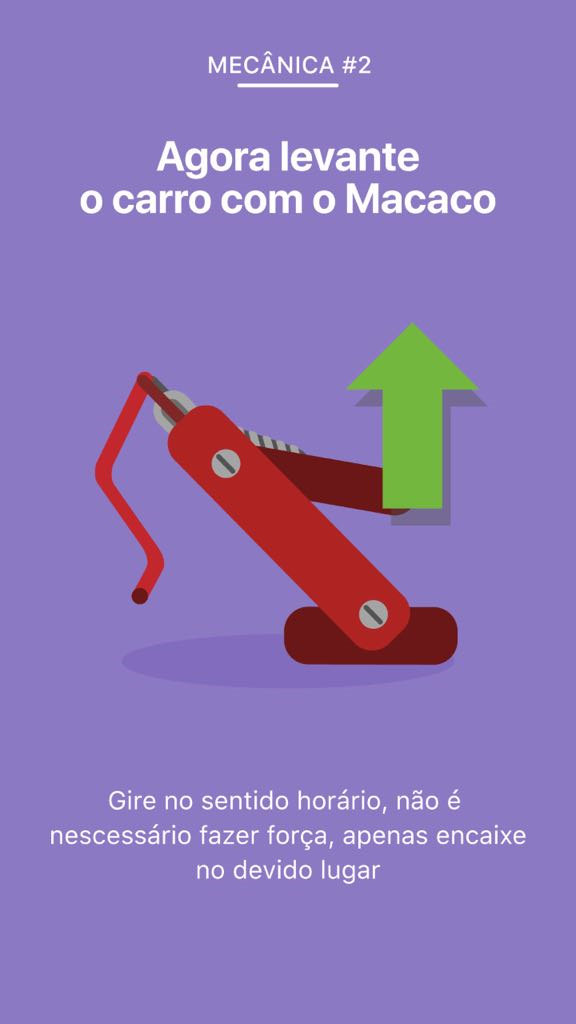 MECÂNICA #2
Agora levante
o carro com o Macaco
Gire no sentido horário, não é
nescessário fazer força, apenas encaixe
no devido lugar